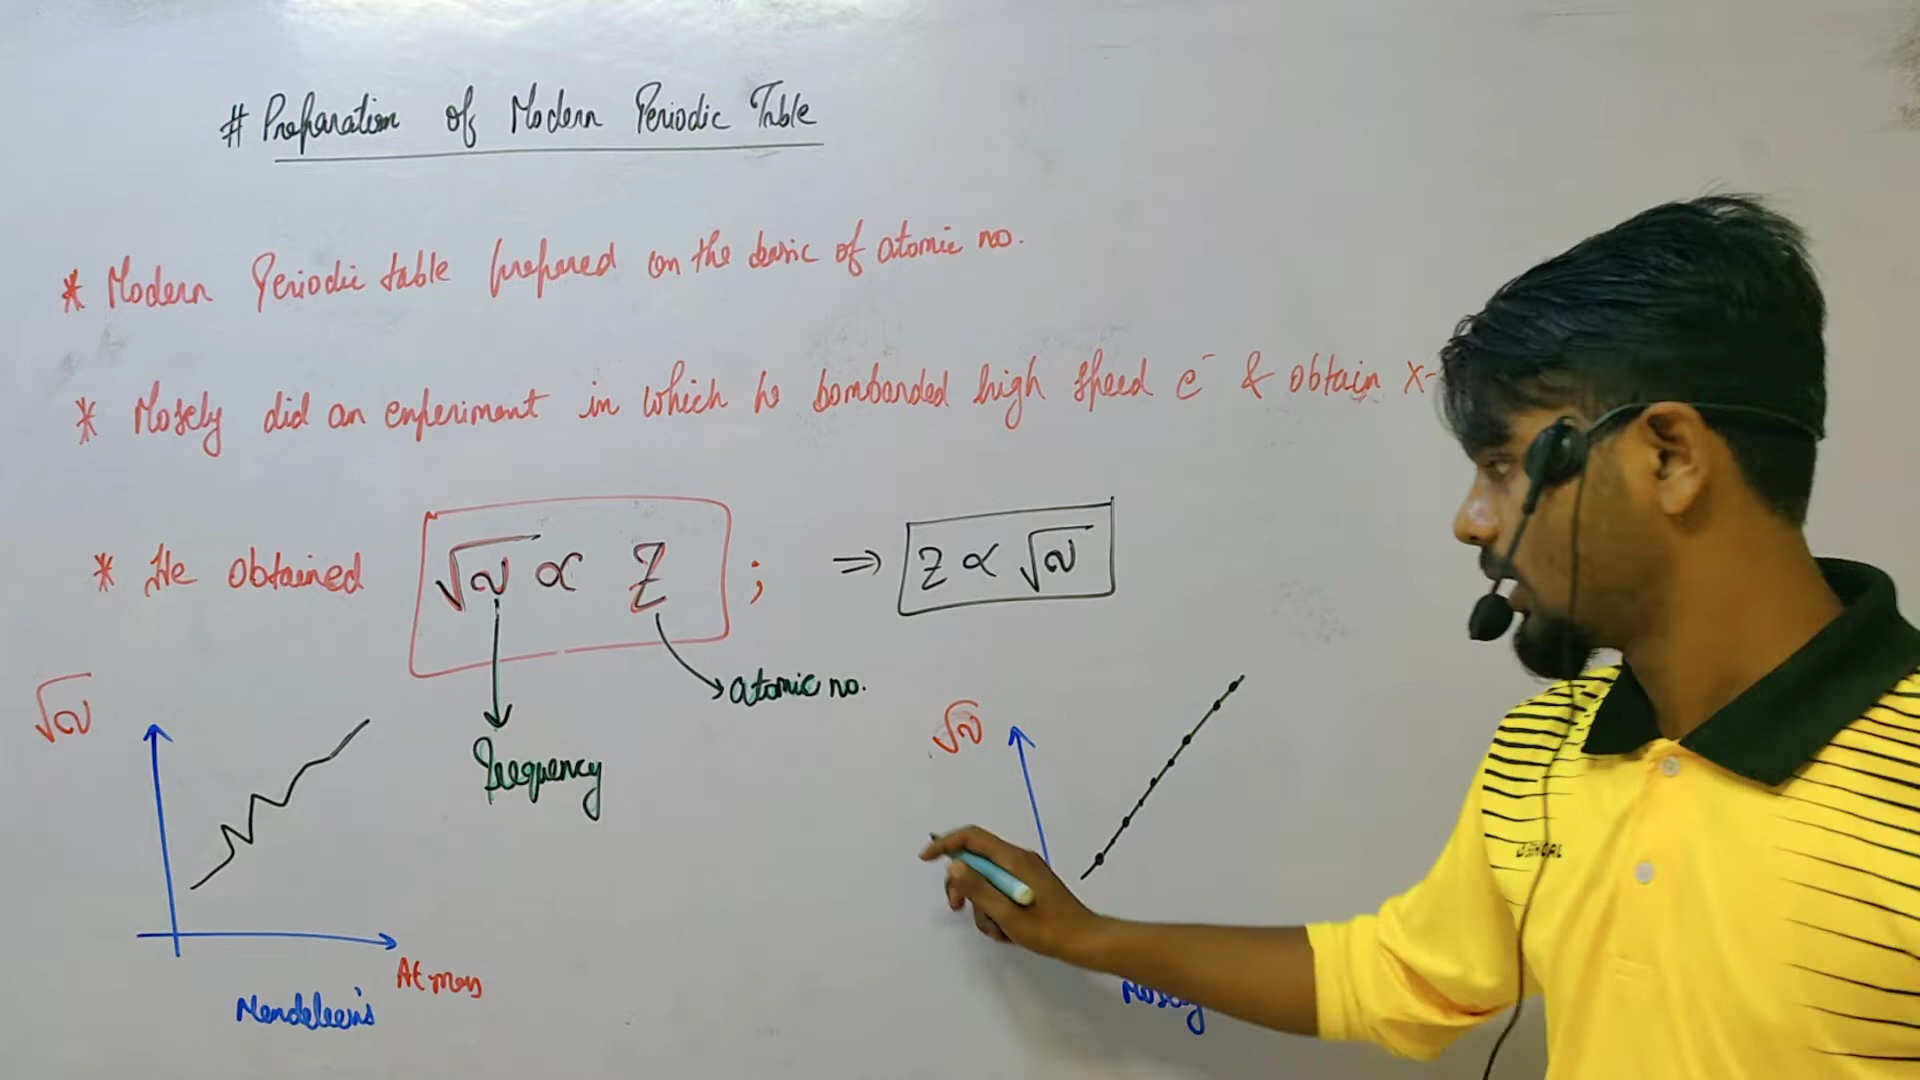 # Preparation of Modern Periodic Table
* Modern Periodic table prepared on the basic of atomic no.
* Mosely did an experiment in which he bombarded high speed e⁻ & obtain x-
* He obtained √ν ∝ Z ; ⇒ Z ∝ √ν
atomic no.
frequency
√ν
At. mass
Mendeleev's
√ν
Mosely